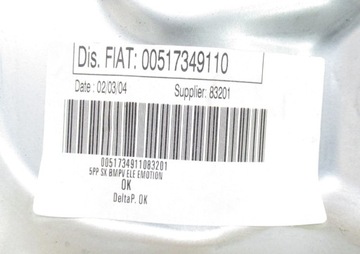 Dis. FIAT: 00517349110
Date : 02/03/04 Supplier: 83201
0051734911083201
5PP SX BMPV ELE EMOTION
OK
DeltaP. OK